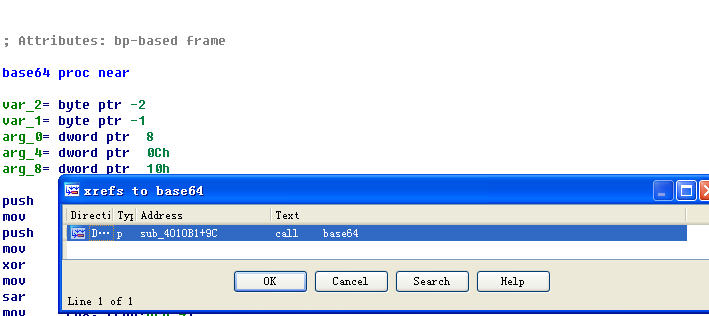 ; Attributes: bp-based frame
base64 proc near
var_2= byte ptr -2
var_1= byte ptr -1
arg_0= dword ptr 8
arg_4= dword ptr 0Ch
arg_8= dword ptr 10h
push
mov
push
mov
xor
mov
sar
mov
xrefs to base64
Directi Typ Address Text
D... p sub_4010B1+9C call base64
OK Cancel Search Help
Line 1 of 1